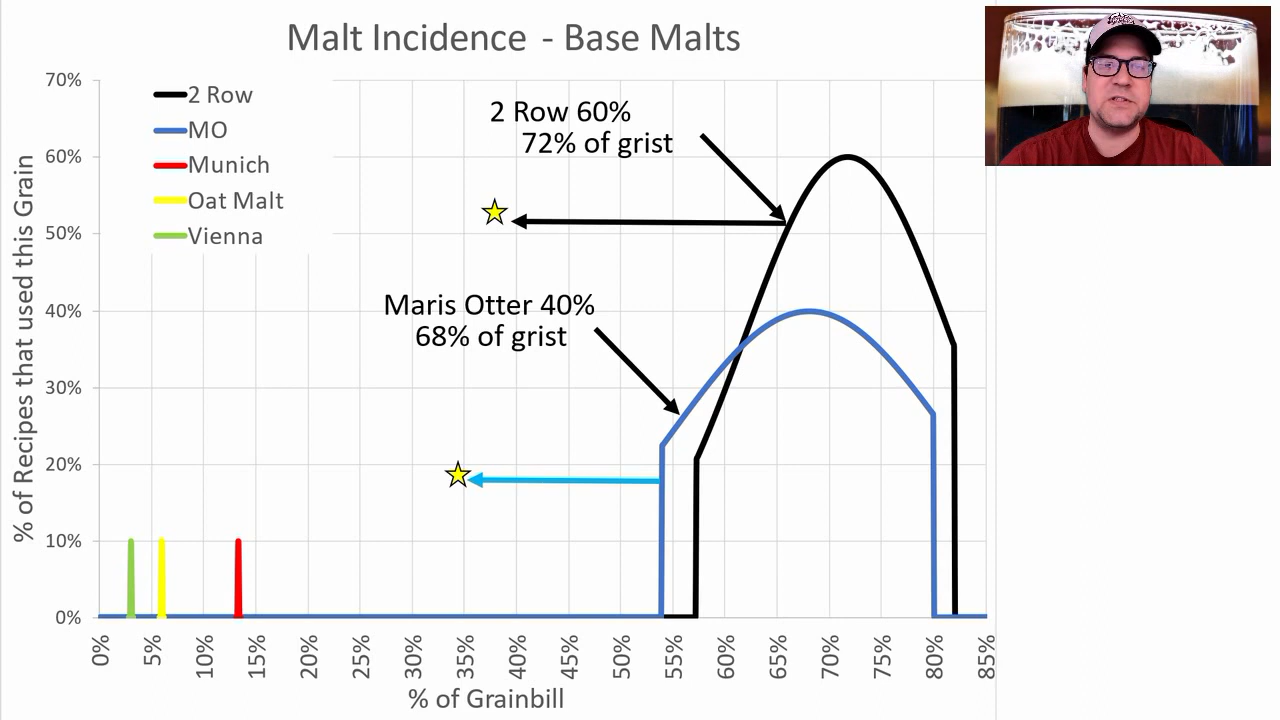 Malt Incidence - Base Malts
% of Recipes that used this Grain
70%
60%
50%
40%
30%
20%
10%
0%
2 Row
MO
Munich
Oat Malt
Vienna
2 Row 60%
72% of grist
Maris Otter 40%
68% of grist
0%
5%
10%
15%
20%
25%
30%
35%
40%
45%
50%
55%
60%
65%
70%
75%
80%
85%
% of Grainbill